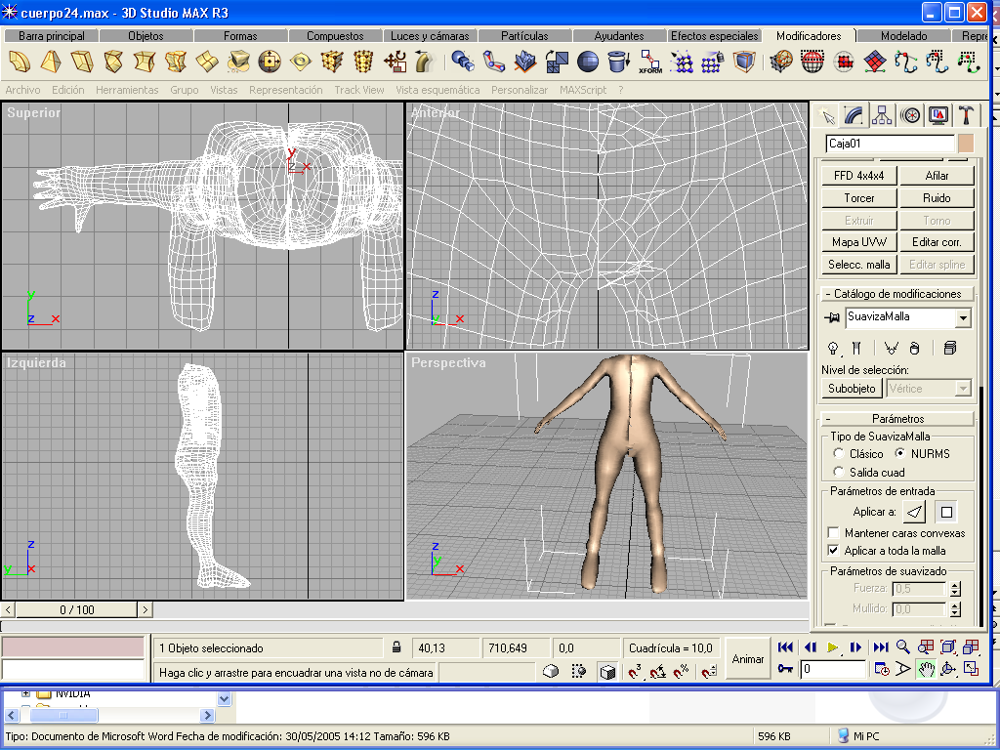 cuerpo24.max - 3D Studio MAX R3
Barra principal Objetos Formas Compuestos Luces y cámaras Partículas Ayudantes Efectos especiales Modificadores Modelado
XFORM
Archivo Edición Herramientas Grupo Vistas Representación Track View Vista esquemática Personalizar MAXScript ?
Superior
y
z x
y
z x
Anterior
z
y x
Izquierda
z
y x
Perspectiva
z
y
x
Caja01
FFD 4x4x4 Afilar
Torcer Ruido
Extruir Torno
Mapa UVW Editar corr.
Selecc. malla Editar spline
- Catálogo de modificaciones
SuavizaMalla
Nivel de selección:
Subobjeto Vértice
- Parámetros
Tipo de SuavizaMalla
Clásico NURMS
Salida cuad
Parámetros de entrada
Aplicar a:
Mantener caras convexas
Aplicar a toda la malla
Parámetros de suavizado
Fuerza: 0,5
Mullido: 0,0
< 0 / 100 >
1 Objeto seleccionado 40,13 710,649 0,0 Cuadrícula = 10,0
Animar
Haga clic y arrastre para encuadrar una vista no de cámara
0
NVIDIA
Tipo: Documento de Microsoft Word Fecha de modificación: 30/05/2005 14:12 Tamaño: 596 KB 596 KB Mi PC